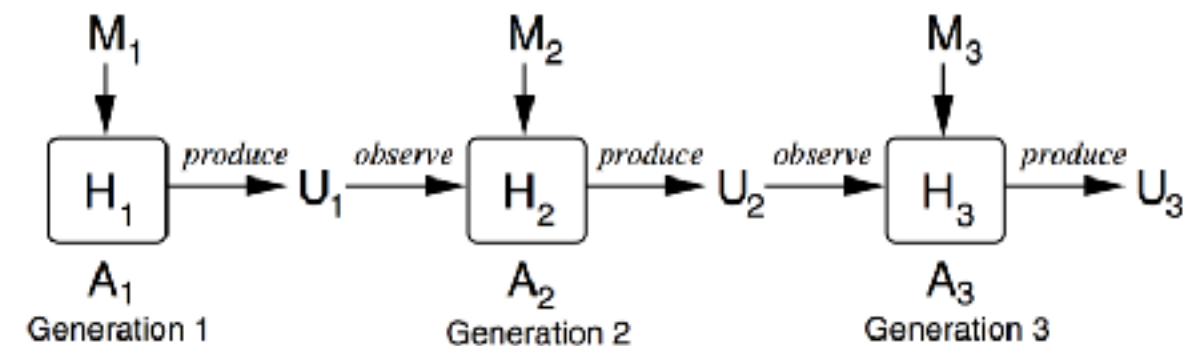 M₁ M₂ M₃
produce observe produce observe produce
H₁ U₁ H₂ U₂ H₃ U₃
A₁ A₂ A₃
Generation 1 Generation 2 Generation 3